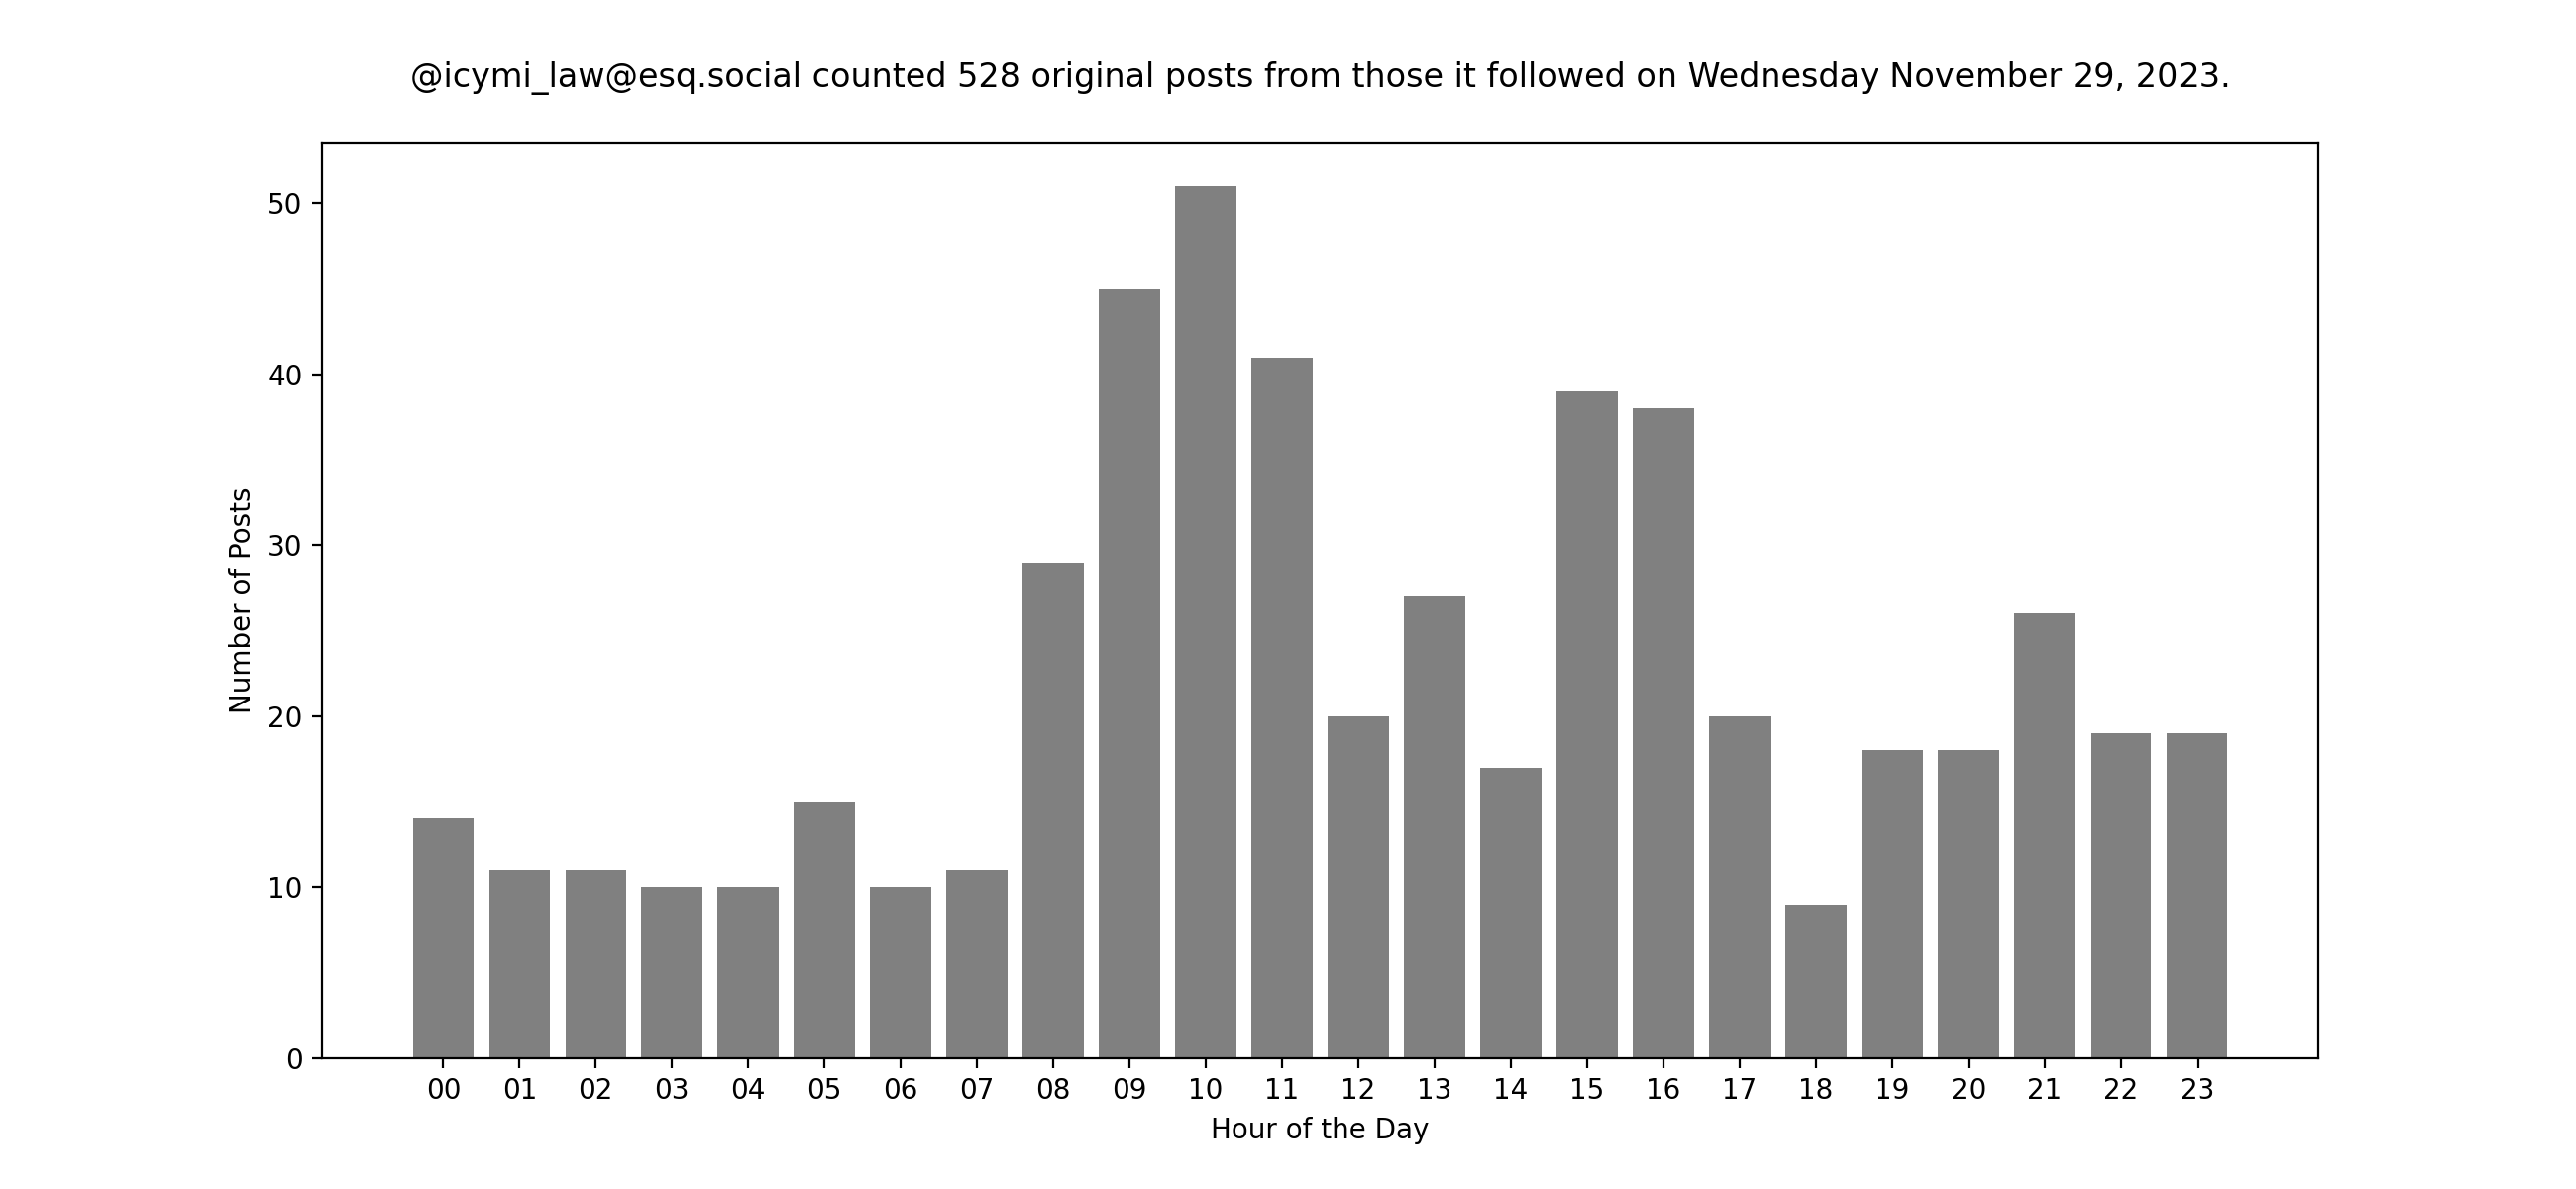 @icymi_law@esq.social counted 528 original posts from those it followed on Wednesday November 29, 2023.
50
40
30
20
10
0
Number of Posts
00 01 02 03 04 05 06 07 08 09 10 11 12 13 14 15 16 17 18 19 20 21 22 23
Hour of the Day